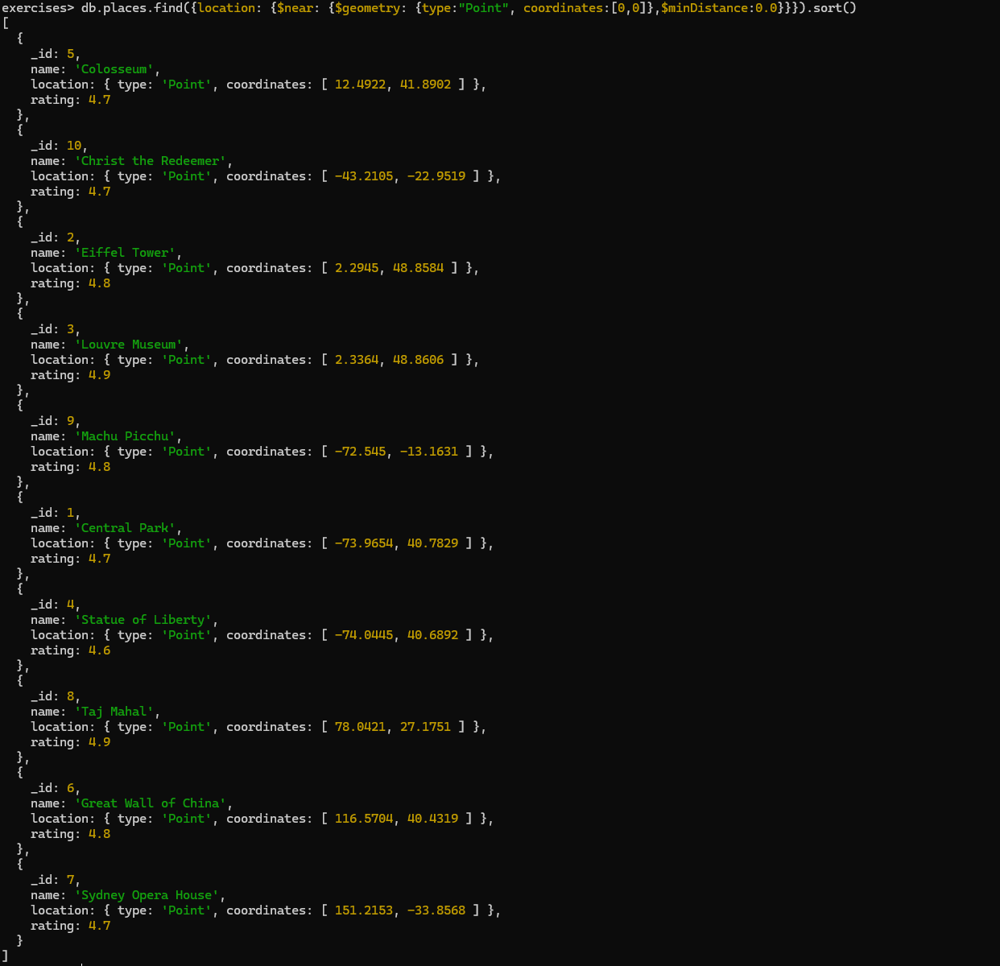 exercises> db.places.find({location: {$near: {$geometry: {type:"Point", coordinates:[0,0]},$minDistance:0.0}}}).sort()
[
  {
    _id: 5,
    name: 'Colosseum',
    location: { type: 'Point', coordinates: [ 12.4922, 41.8902 ] },
    rating: 4.7
  },
  {
    _id: 10,
    name: 'Christ the Redeemer',
    location: { type: 'Point', coordinates: [ -43.2105, -22.9519 ] },
    rating: 4.7
  },
  {
    _id: 2,
    name: 'Eiffel Tower',
    location: { type: 'Point', coordinates: [ 2.2945, 48.8584 ] },
    rating: 4.8
  },
  {
    _id: 3,
    name: 'Louvre Museum',
    location: { type: 'Point', coordinates: [ 2.3364, 48.8606 ] },
    rating: 4.9
  },
  {
    _id: 9,
    name: 'Machu Picchu',
    location: { type: 'Point', coordinates: [ -72.545, -13.1631 ] },
    rating: 4.8
  },
  {
    _id: 1,
    name: 'Central Park',
    location: { type: 'Point', coordinates: [ -73.9654, 40.7829 ] },
    rating: 4.7
  },
  {
    _id: 4,
    name: 'Statue of Liberty',
    location: { type: 'Point', coordinates: [ -74.0445, 40.6892 ] },
    rating: 4.6
  },
  {
    _id: 8,
    name: 'Taj Mahal',
    location: { type: 'Point', coordinates: [ 78.0421, 27.1751 ] },
    rating: 4.9
  },
  {
    _id: 6,
    name: 'Great Wall of China',
    location: { type: 'Point', coordinates: [ 116.5704, 40.4319 ] },
    rating: 4.8
  },
  {
    _id: 7,
    name: 'Sydney Opera House',
    location: { type: 'Point', coordinates: [ 151.2153, -33.8568 ] },
    rating: 4.7
  }
]